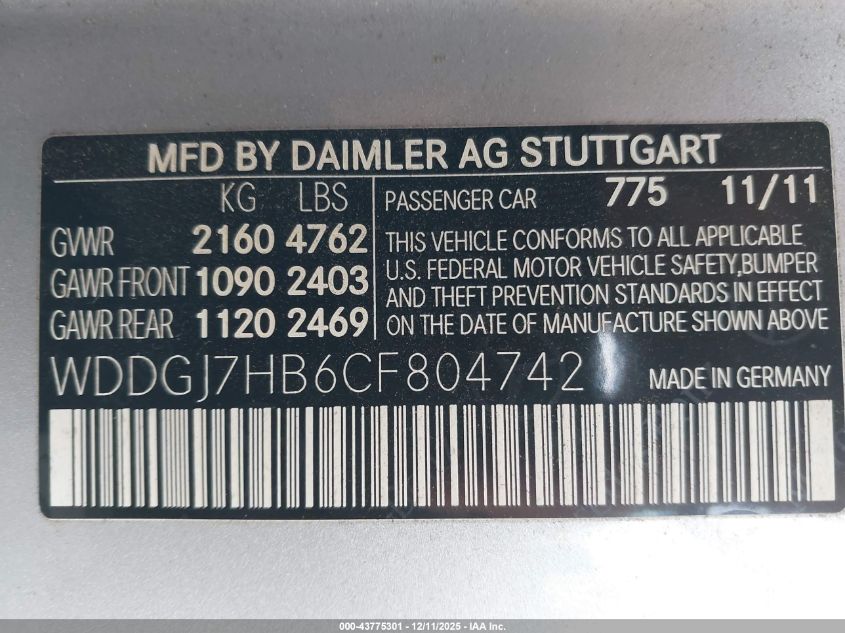 MFD BY DAIMLER AG STUTTGART
KG LBS
GVWR 2160 4762
GAWR FRONT 1090 2403
GAWR REAR 1120 2469
PASSENGER CAR 775 11/11
THIS VEHICLE CONFORMS TO ALL APPLICABLE
U.S. FEDERAL MOTOR VEHICLE SAFETY,BUMPER
AND THEFT PREVENTION STANDARDS IN EFFECT
ON THE DATE OF MANUFACTURE SHOWN ABOVE
WDDGJ7HB6CF804742 MADE IN GERMANY
000-43775301 - 12/11/2025 - IAA Inc.